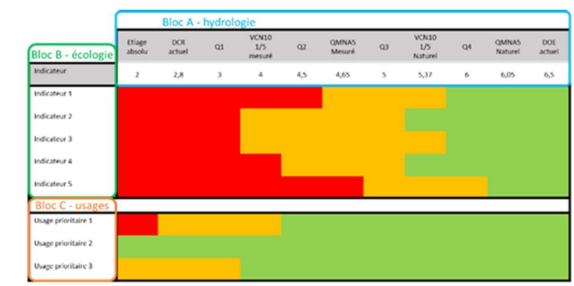 Bloc A - hydrologie
Etiage absolu DCR actuel Q1 VCN10 1/5 mesuré Q2 QMNA5 Mesuré Q3 VCN10 1/5 Naturel Q4 QMNA5 Naturel DOE actuel
Bloc B - écologie
Indicateur 2 2,8 3 4 4,5 4,65 5 5,37 6 6,05 6,5
Indicateur 1
Indicateur 2
Indicateur 3
Indicateur 4
Indicateur 5
Bloc C - usages
Usage prioritaire 1
Usage prioritaire 2
Usage prioritaire 3